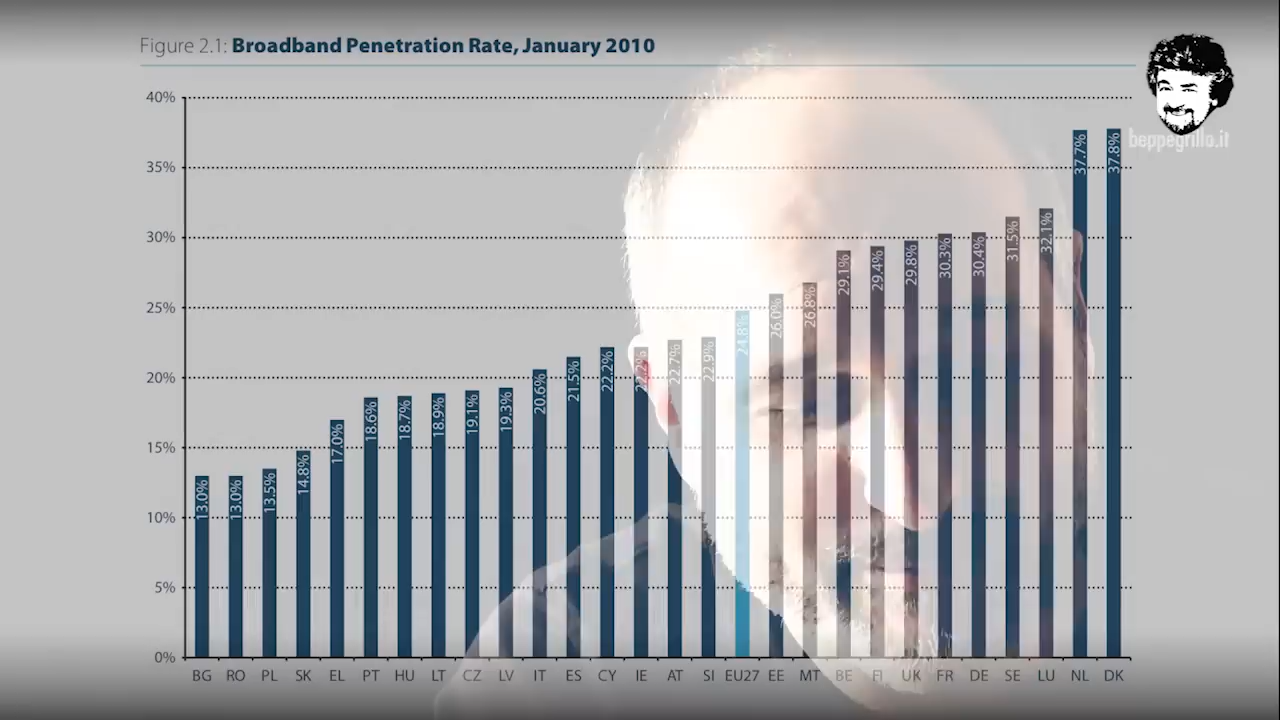 Figure 2.1: Broadband Penetration Rate, January 2010
beppegrillo.it
40%
35%
30%
25%
20%
15%
10%
5%
0%
13.0% 13.0% 13.5% 14.8% 17.0% 18.6% 18.7% 18.9% 19.1% 19.3% 20.6% 21.5% 22.2% 22.2% 22.7% 22.9% 24.8% 26.0% 26.8% 29.1% 29.4% 29.8% 30.3% 30.4% 31.5% 32.1% 37.7% 37.8%
BG RO PL SK EL PT HU LT CZ LV IT ES CY IE AT SI EU27 EE MT BE FI UK FR DE SE LU NL DK